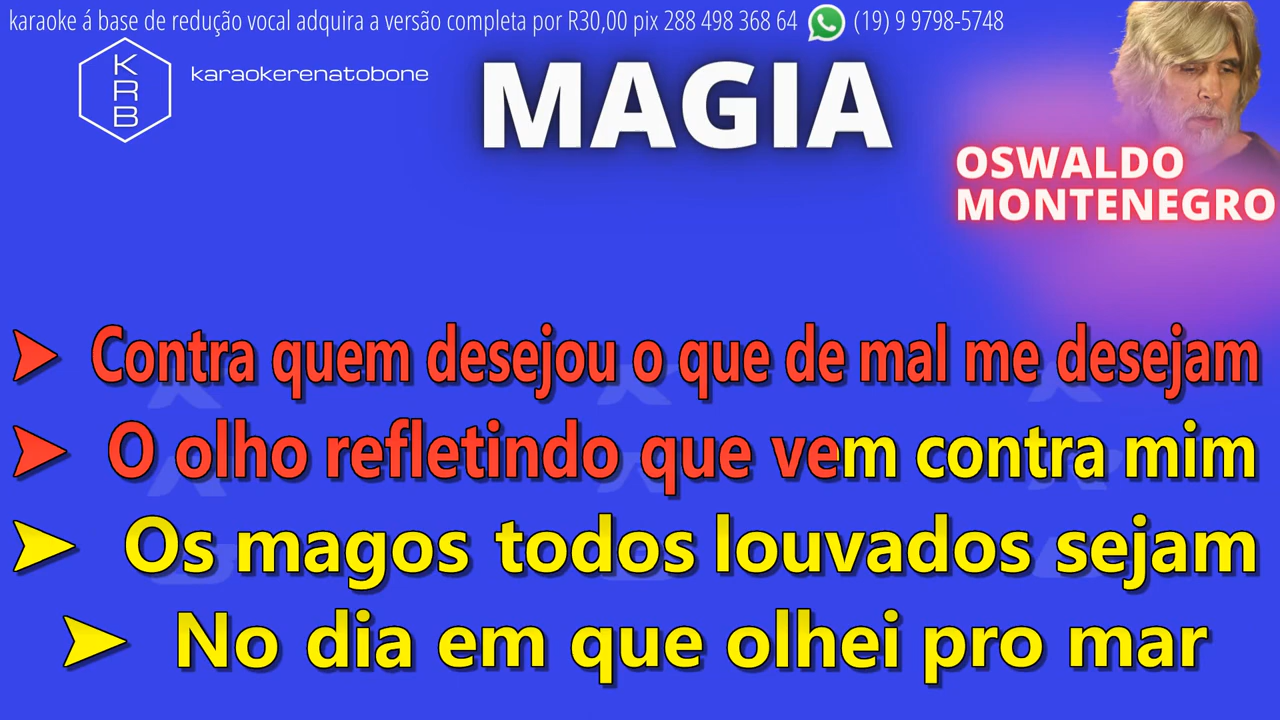 karaoke á base de redução vocal adquira a versão completa por R30,00 pix 288 498 368 64 (19) 9 9798-5748
KRB
karaokerenatobone
MAGIA
OSWALDO
MONTENEGRO
➤ Contra quem desejou o que de mal me desejam
➤ O olho refletindo que vem contra mim
➤ Os magos todos louvados sejam
➤ No dia em que olhei pro mar